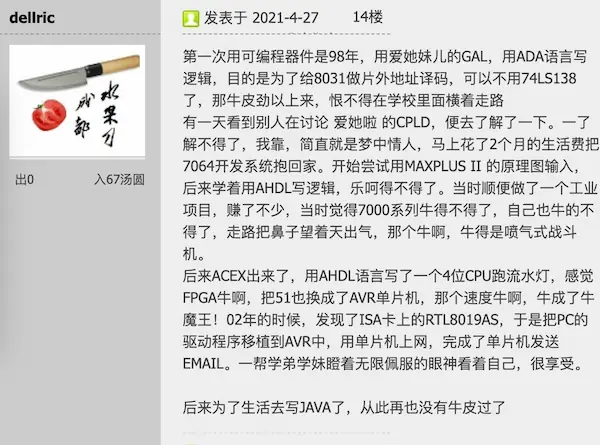 dellric
发表于 2021-4-27 14楼
水果刀
成都
出0 入67汤圆
第一次用可编程器件是98年，用爱她妹儿的GAL，用ADA语言写
逻辑，目的是为了给8031做片外地址译码，可以不用74LS138
了，那牛皮劲以上来，恨不得在学校里面横着走路
有一天看到别人在讨论 爱她啦 的CPLD，便去了解了一下。一了
解不得了，我靠，简直就是梦中情人，马上花了2个月的生活费把
7064开发系统抱回家。开始尝试用MAXPLUS II 的原理图输入，
后来学着用AHDL写逻辑，乐呵得不得了。当时顺便做了一个工业
项目，赚了不少，当时觉得7000系列牛得不得了，自己也牛的不
得了，走路把鼻子望着天出气，那个牛啊，牛得是喷气式战斗
机。
后来ACEX出来了，用AHDL语言写了一个4位CPU跑流水灯，感觉
FPGA牛啊，把51也换成了AVR单片机，那个速度牛啊，牛成了牛
魔王！02年的时候，发现了ISA卡上的RTL8019AS，于是把PC的
驱动程序移植到AVR中，用单片机上网，完成了单片机发送
EMAIL。一帮学弟学妹瞪着无限佩服的眼神看着自己，很享受。
后来为了生活去写JAVA了，从此再也没有牛皮过了